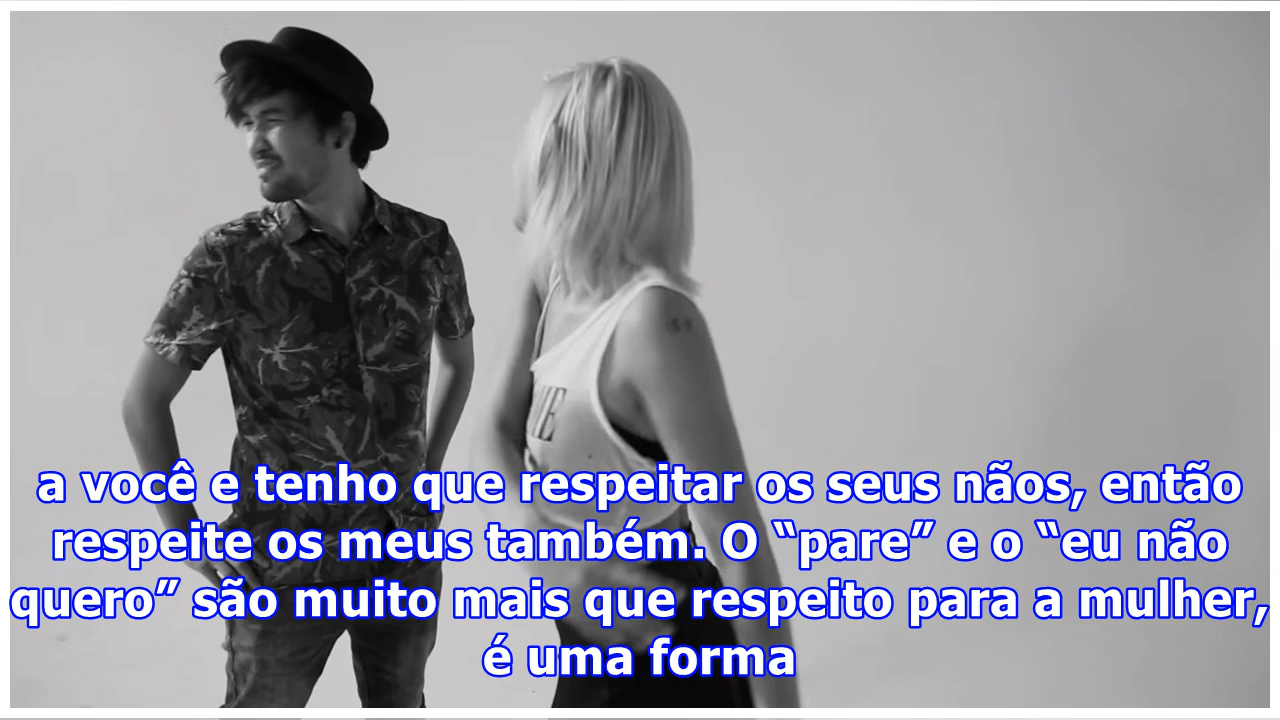 a você e tenho que respeitar os seus nãos, então
respeite os meus também. O “pare” e o “eu não
quero” são muito mais que respeito para a mulher,
é uma forma